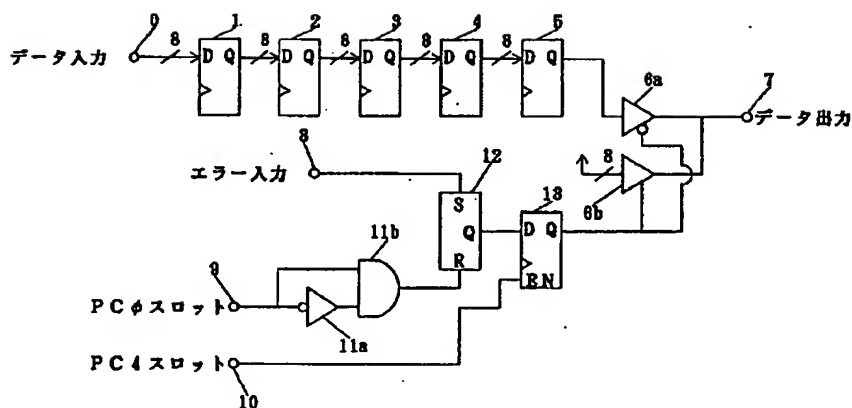 0 1 2 3 4 5
データ入力 8 D Q 8 D Q 8 D Q 8 D Q 8 D Q
6a 7
データ出力
8
エラー入力
12
S
Q
R
8
6b
13
D Q
EN
11b
9
PCφスロット
11a
PC4スロット
10